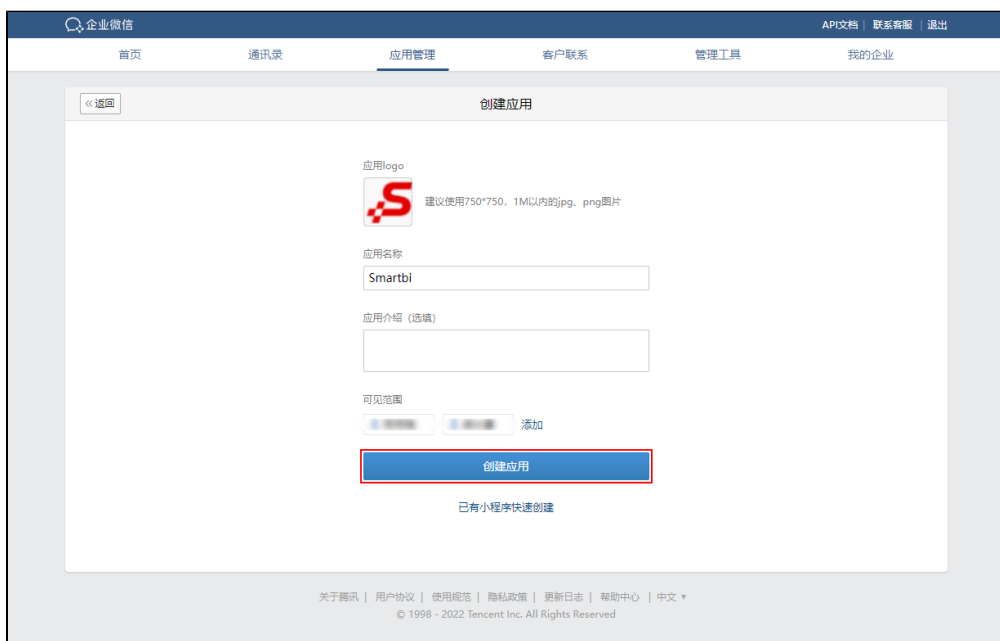 企业微信
API文档 | 联系客服 | 退出
首页 通讯录 应用管理 客户联系 管理工具 我的企业
《返回
创建应用
应用logo
建议使用750*750，1M以内的jpg、png图片
应用名称
Smartbi
应用介绍（选填）
可见范围
添加
创建应用
已有小程序快速创建
关于腾讯 | 用户协议 | 使用规范 | 隐私政策 | 更新日志 | 帮助中心 | 中文
© 1998 - 2022 Tencent Inc. All Rights Reserved